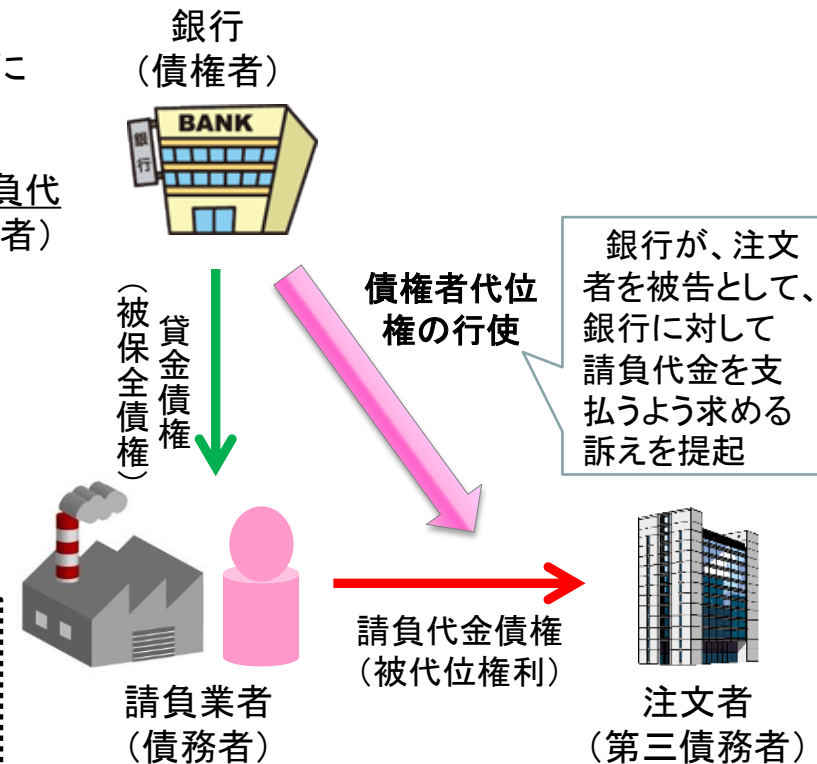 銀行
（債権者）
に
負代
者）
BANK
銀行
貸金債権
（被保全債権）
債権者代位
権の行使
銀行が、注文
者を被告として、
銀行に対して
請負代金を支
払うよう求める
訴えを提起
請負代金債権
（被代位権利）
請負業者
（債務者）
注文者
（第三債務者）